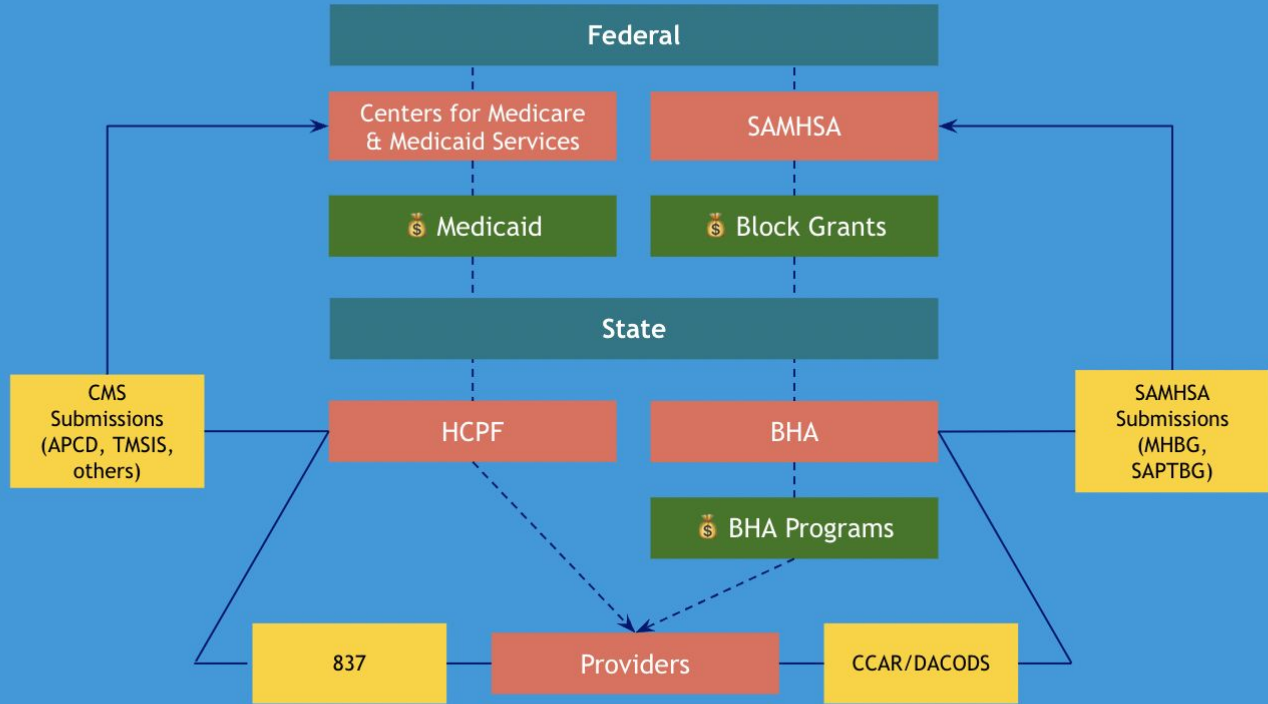 Federal
Centers for Medicare
& Medicaid Services
SAMHSA
Medicaid
Block Grants
State
CMS
Submissions
(APCD, TMSIS,
others)
HCPF
BHA
SAMHSA
Submissions
(MHBG,
SAPTBG)
BHA Programs
837
Providers
CCAR/DACODS